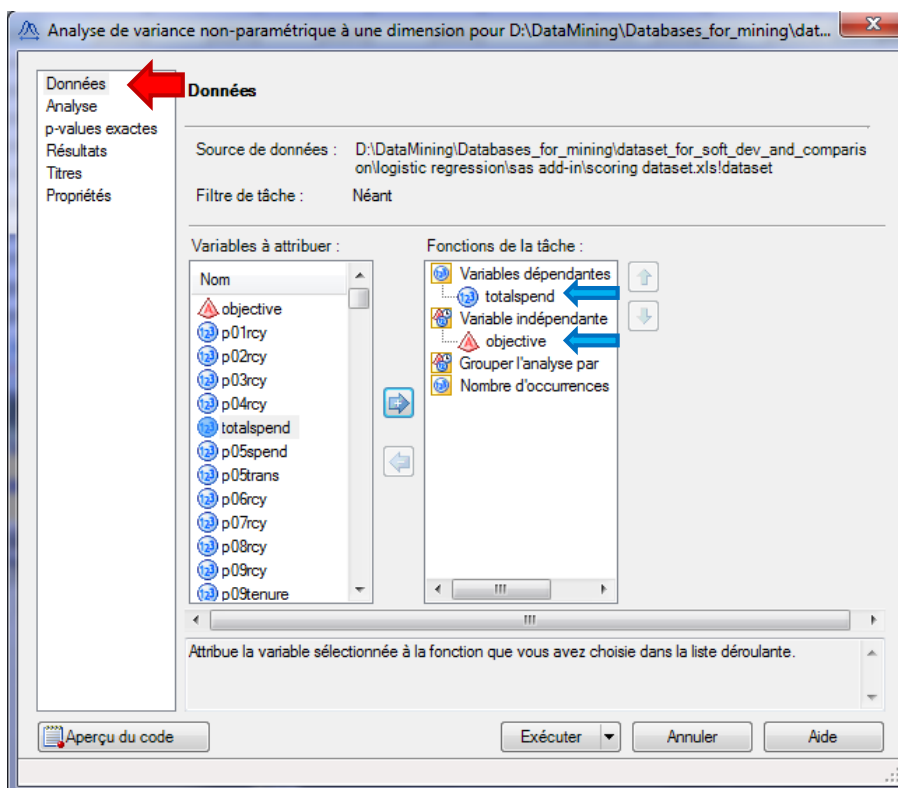 Analyse de variance non-paramétrique à une dimension pour D:\DataMining\Databases_for_mining\dat...
Données
Analyse
p-values exactes
Résultats
Titres
Propriétés
Données
Source de données : D:\DataMining\Databases_for_mining\dataset_for_soft_dev_and_comparis
on\logistic regression\sas add-in\scoring dataset.xls!dataset
Filtre de tâche : Néant
Variables à attribuer :
Nom
objective
p01rcy
p02rcy
p03rcy
p04rcy
totalspend
p05spend
p05trans
p06rcy
p07rcy
p08rcy
p09rcy
p09tenure
Fonctions de la tâche :
Variables dépendantes
totalspend
Variable indépendante
objective
Grouper l'analyse par
Nombre d'occurrences
Attribue la variable sélectionnée à la fonction que vous avez choisie dans la liste déroulante.
Aperçu du code
Exécuter
Annuler
Aide